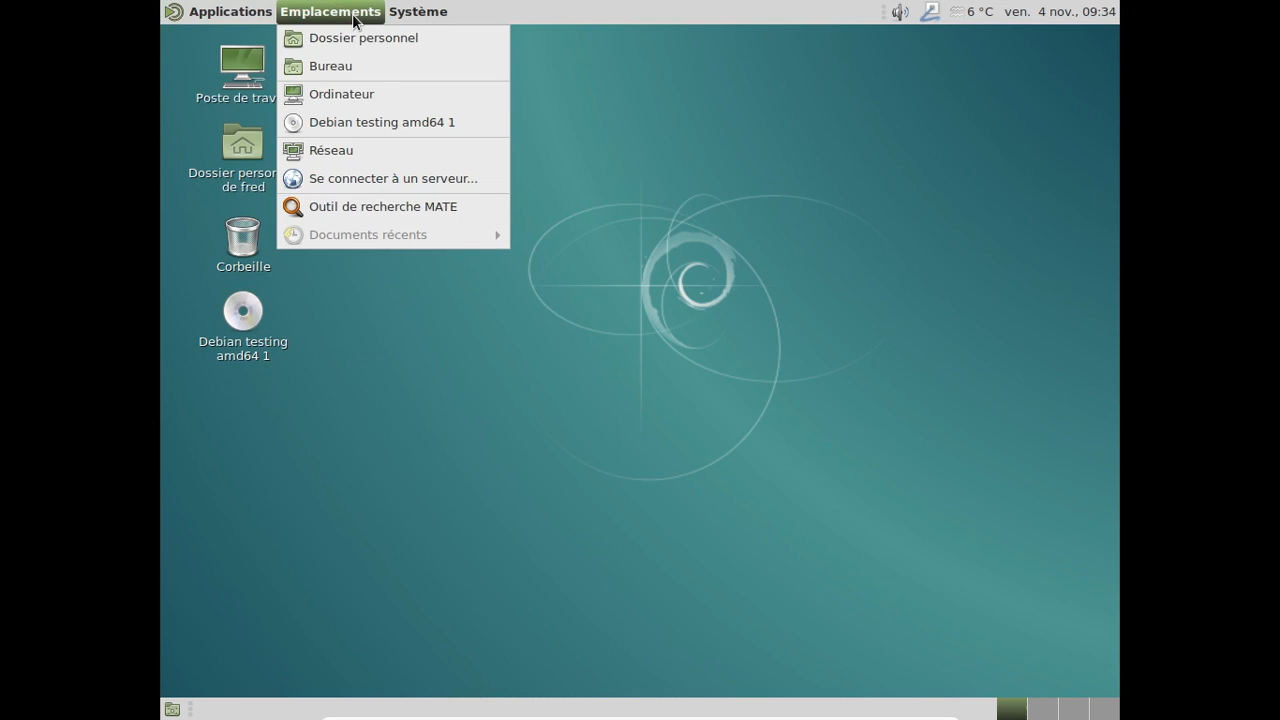 Applications Emplacements Système 6 °C ven. 4 nov., 09:34
Dossier personnel
Bureau
Ordinateur
Debian testing amd64 1
Réseau
Se connecter à un serveur...
Outil de recherche MATE
Documents récents
Poste de trav
Dossier person
de fred
Corbeille
Debian testing
amd64 1